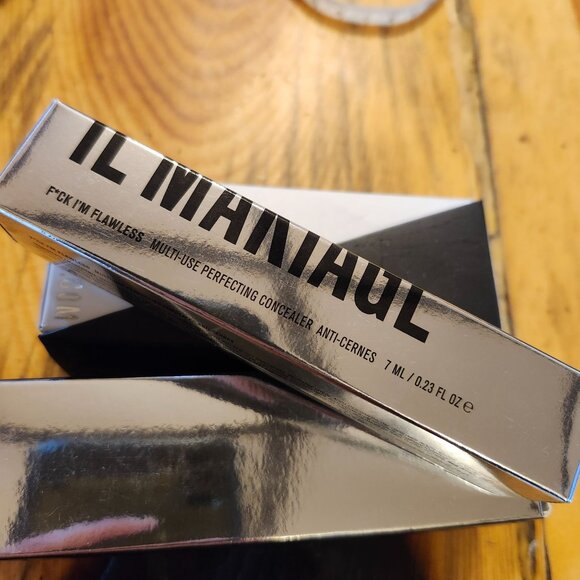 IL MAKIAGE
F*CK I'M FLAWLESS MULTI-USE PERFECTING CONCEALER ANTI-CERNES 7 ML / 0.23 FL OZ ℮